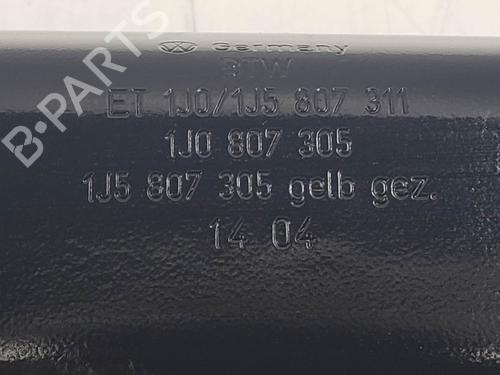 Germany
BTW
ET 1J0/1J5 807 311
1J0 807 305
1J5 807 305 gelb gez.
14 04
B-PARTS